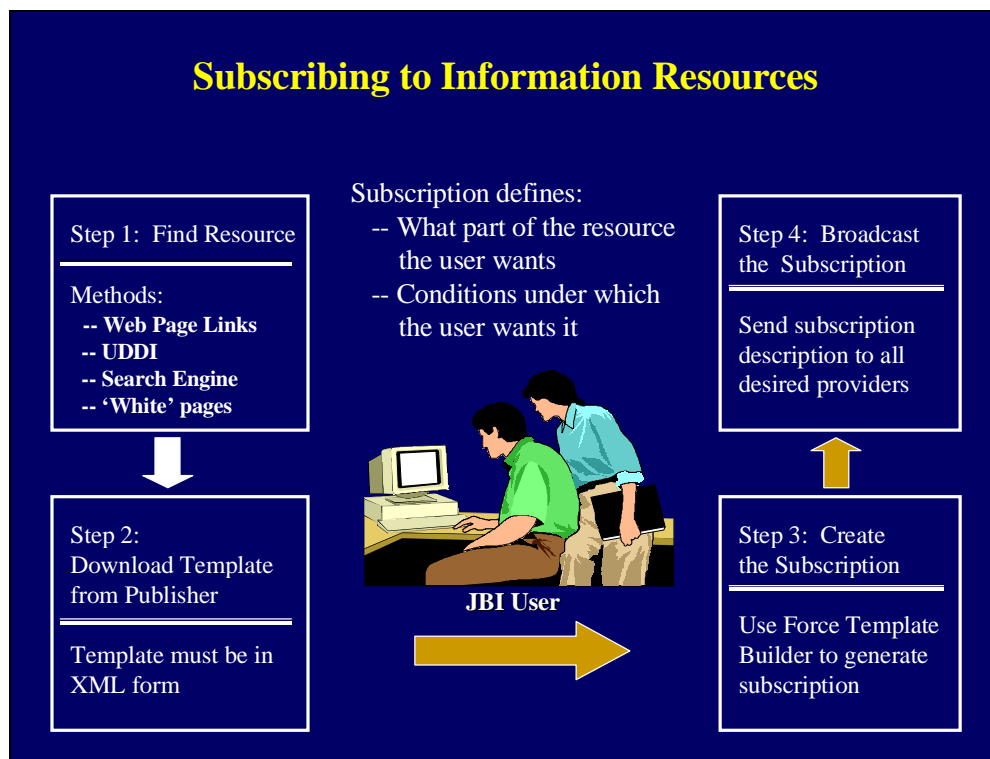 Subscribing to Information Resources
Step 1:  Find Resource
Methods:
-- Web Page Links
-- UDDI
-- Search Engine
-- ‘White’ pages
Step 2:
Download Template
from Publisher
Template must be in
XML form
Subscription defines:
-- What part of the resource
the user wants
-- Conditions under which
the user wants it
JBI User
Step 3:  Create
the Subscription
Use Force Template
Builder to generate
subscription
Step 4:  Broadcast
the  Subscription
Send subscription
description to all
desired providers